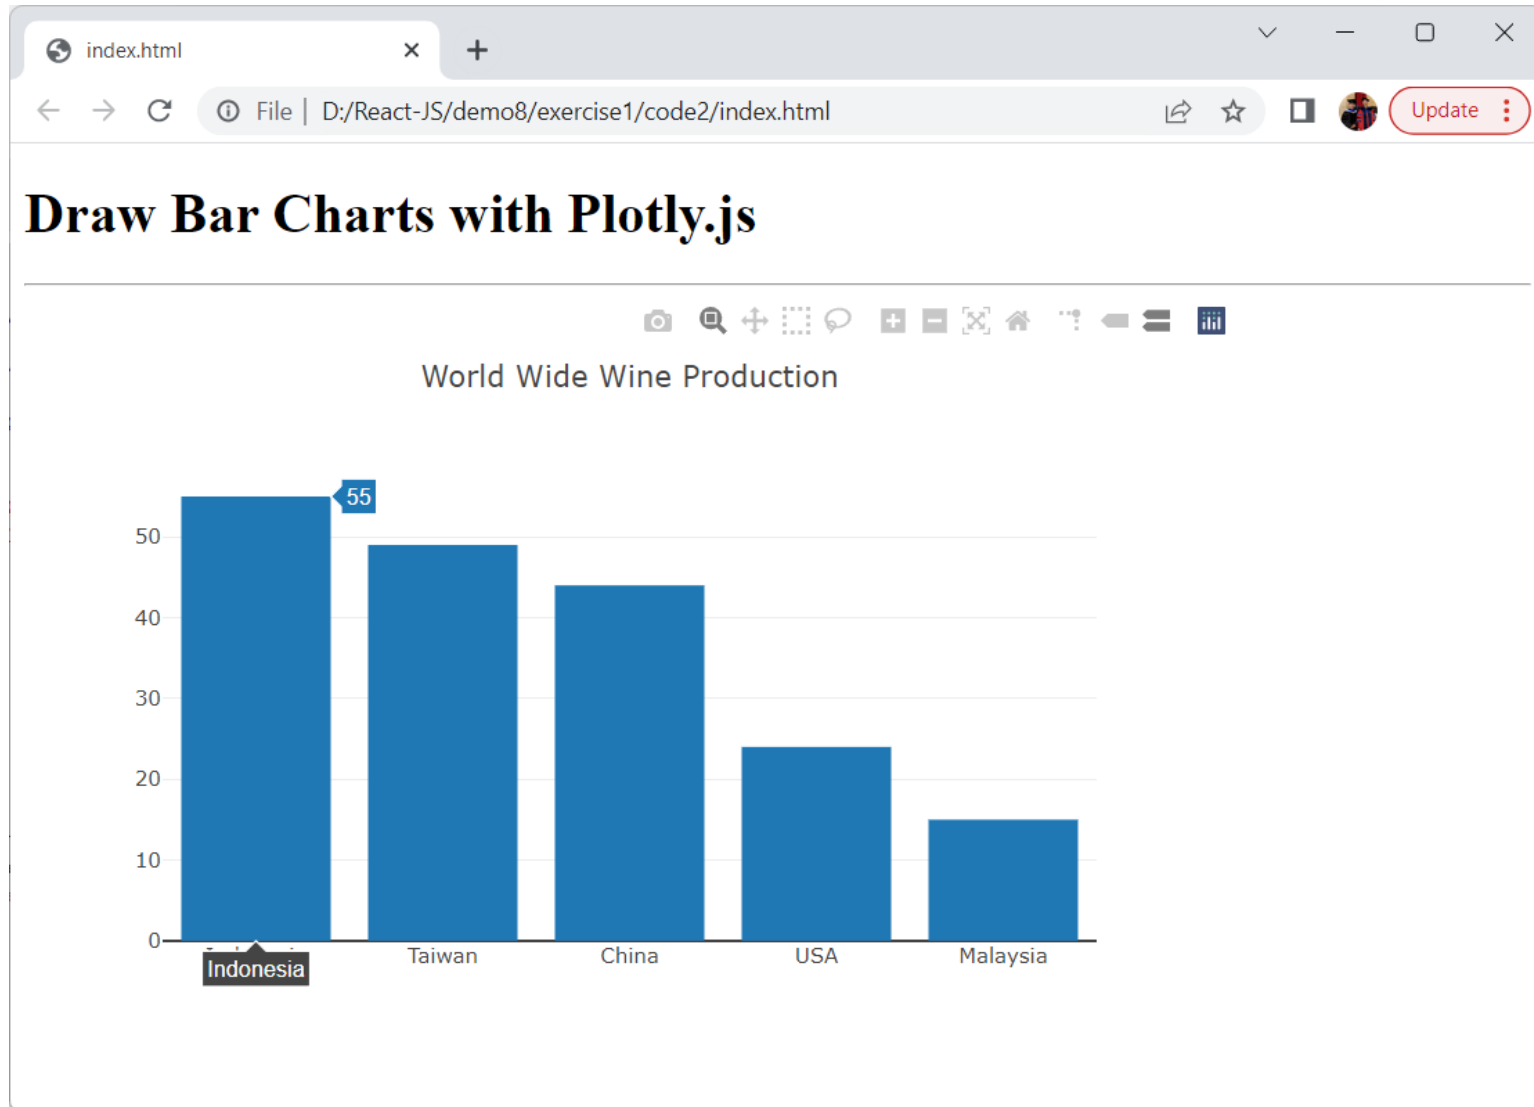 index.html
File | D:/React-JS/demo8/exercise1/code2/index.html
Update
Draw Bar Charts with Plotly.js
World Wide Wine Production
55
50
40
30
20
10
0
Taiwan China USA Malaysia
Indonesia